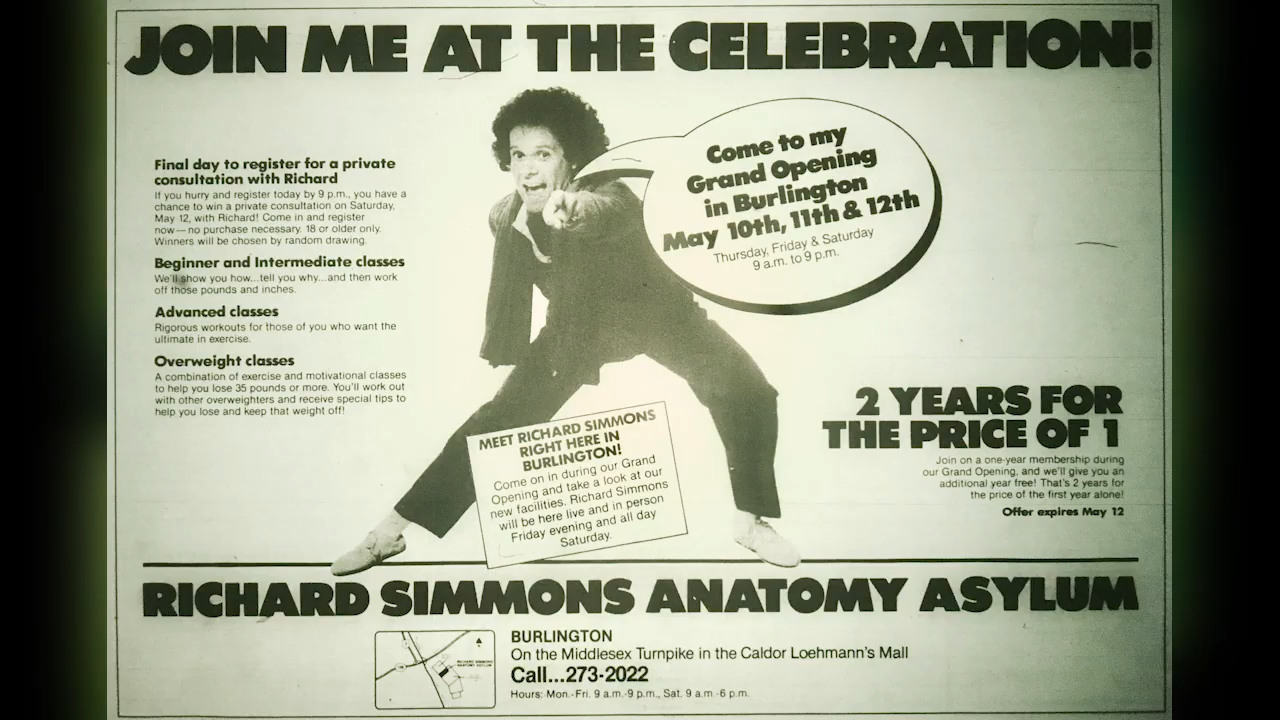 JOIN ME AT THE CELEBRATION!
Final day to register for a private
consultation with Richard
If you hurry and register today by 9 p.m., you have a
chance to win a private consultation on Saturday,
May 12, with Richard! Come in and register
now — no purchase necessary. 18 or older only.
Winners will be chosen by random drawing.
Beginner and Intermediate classes
We'll show you how...tell you why...and then work
off those pounds and inches.
Advanced classes
Rigorous workouts for those of you who want the
ultimate in exercise.
Overweight classes
A combination of exercise and motivational classes
to help you lose 35 pounds or more. You'll work out
with other overweighters and receive special tips to
help you lose and keep that weight off!
Come to my
Grand Opening
in Burlington
May 10th, 11th & 12th
Thursday, Friday & Saturday
9 a.m. to 9 p.m.
MEET RICHARD SIMMONS
RIGHT HERE IN
BURLINGTON!
Come on in during our Grand
Opening and take a look at our
new facilities. Richard Simmons
will be here live and in person
Friday evening and all day
Saturday.
2 YEARS FOR
THE PRICE OF 1
Join on a one-year membership during
our Grand Opening, and we'll give you an
additional year free! That's 2 years for
the price of the first year alone!
Offer expires May 12
RICHARD SIMMONS ANATOMY ASYLUM
RICHARD SIMMONS
ANATOMY ASYLUM
BURLINGTON
On the Middlesex Turnpike in the Caldor Loehmann's Mall
Call...273-2022
Hours: Mon.-Fri. 9 a.m.-9 p.m., Sat. 9 a.m.-6 p.m.